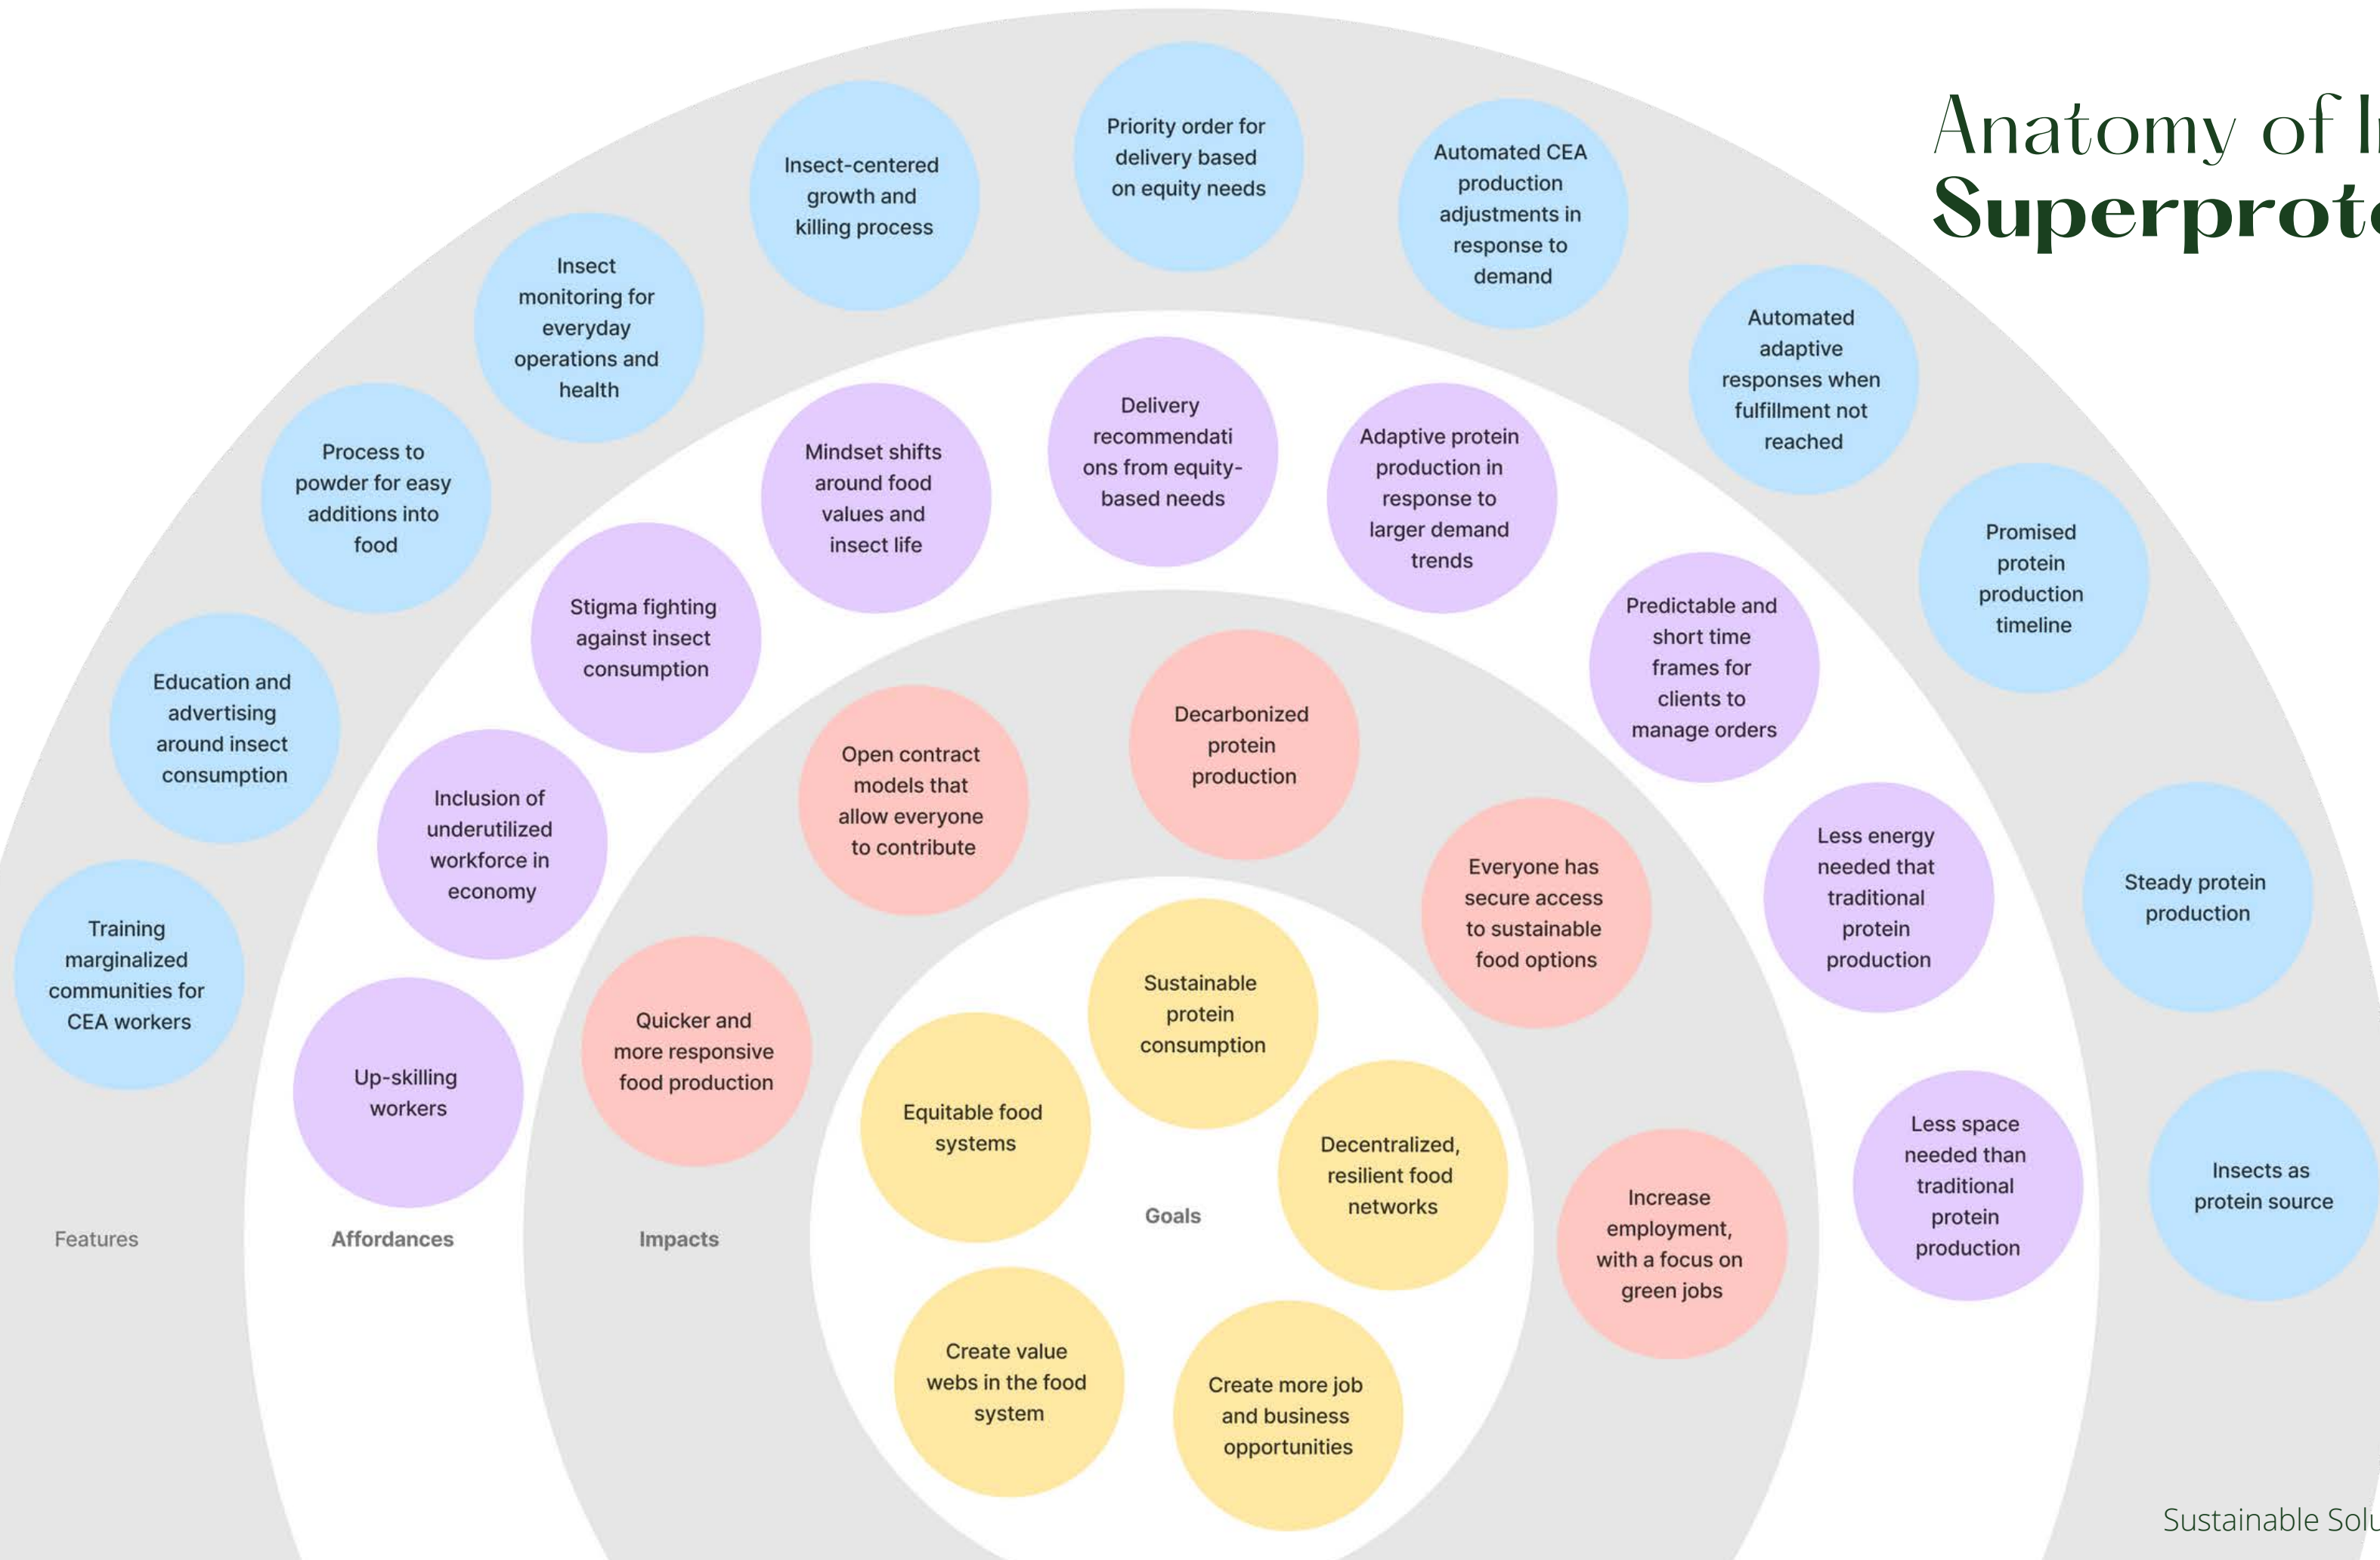 Anatomy of
Superprot
Insect-centered
growth and
killing process
Priority order for
delivery based
on equity needs
Automated CEA
production
adjustments in
response to
demand
Insect
monitoring for
everyday
operations and
health
Automated
adaptive
responses when
fulfillment not
reached
Process to
powder for easy
additions into
food
Promised
protein
production
timeline
Education and
advertising
around insect
consumption
Steady protein
production
Training
marginalized
communities for
CEA workers
Insects as
protein source
Features
Mindset shifts
around food
values and
insect life
Delivery
recommendati
ons from equity-
based needs
Adaptive protein
production in
response to
larger demand
trends
Stigma fighting
against insect
consumption
Predictable and
short time
frames for
clients to
manage orders
Inclusion of
underutilized
workforce in
economy
Less energy
needed that
traditional
protein
production
Up-skilling
workers
Less space
needed than
traditional
protein
production
Affordances
Open contract
models that
allow everyone
to contribute
Decarbonized
protein
production
Everyone has
secure access
to sustainable
food options
Quicker and
more responsive
food production
Increase
employment,
with a focus on
green jobs
Impacts
Sustainable
protein
consumption
Equitable food
systems
Decentralized,
resilient food
networks
Goals
Create value
webs in the food
system
Create more job
and business
opportunities
Sustainable Solu